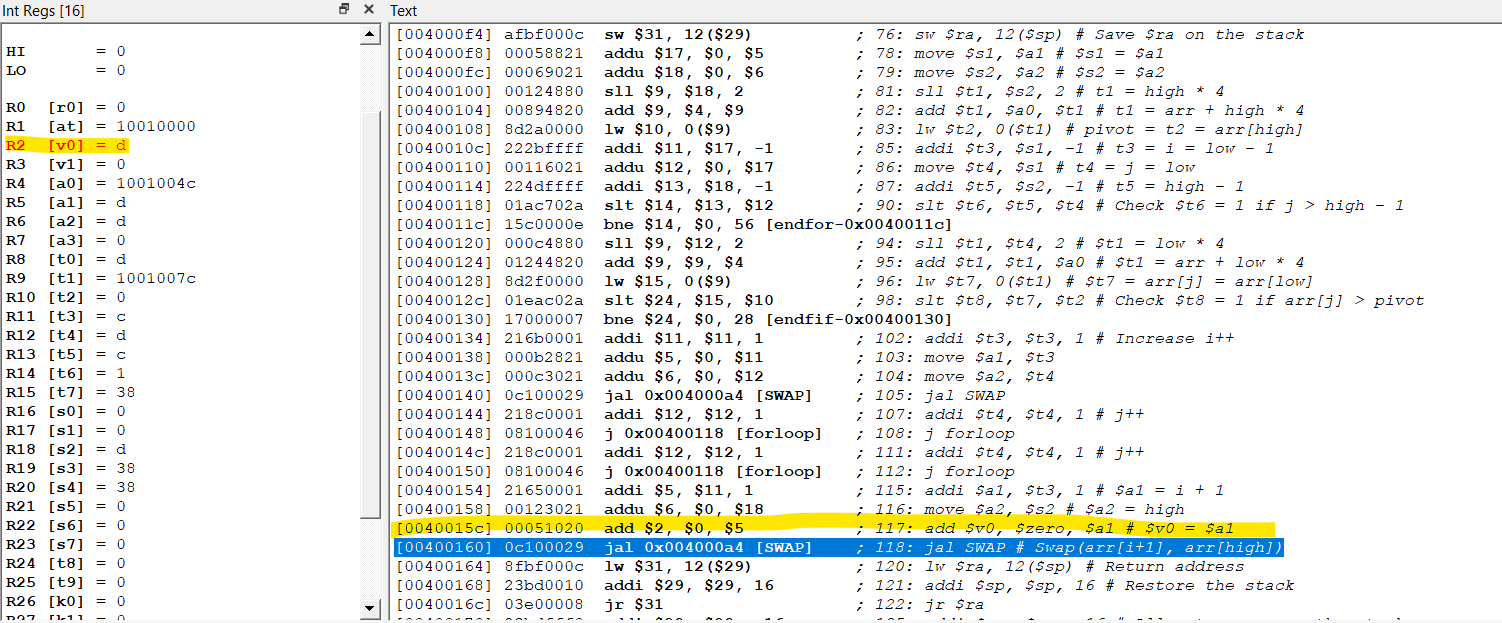 Int Regs [16]
HI = 0
LO = 0
R0 [r0] = 0
R1 [at] = 10010000
R2 [v0] = d
R3 [v1] = 0
R4 [a0] = 1001004c
R5 [a1] = d
R6 [a2] = d
R7 [a3] = 0
R8 [t0] = d
R9 [t1] = 1001007c
R10 [t2] = 0
R11 [t3] = c
R12 [t4] = d
R13 [t5] = c
R14 [t6] = 1
R15 [t7] = 38
R16 [s0] = 0
R17 [s1] = 0
R18 [s2] = d
R19 [s3] = 38
R20 [s4] = 38
R21 [s5] = 0
R22 [s6] = 0
R23 [s7] = 0
R24 [t8] = 0
R25 [t9] = 0
R26 [k0] = 0
R27 [k1] = 0
Text
[004000f4] afbf000c sw $31, 12($29) ; 76: sw $ra, 12($sp) # Save $ra on the stack
[004000f8] 00058821 addu $17, $0, $5 ; 78: move $s1, $a1 # $s1 = $a1
[004000fc] 00069021 addu $18, $0, $6 ; 79: move $s2, $a2 # $s2 = $a2
[00400100] 00124880 sll $9, $18, 2 ; 81: sll $t1, $s2, 2 # t1 = high * 4
[00400104] 00894820 add $9, $4, $9 ; 82: add $t1, $a0, $t1 # t1 = arr + high * 4
[00400108] 8d2a0000 lw $10, 0($9) ; 83: lw $t2, 0($t1) # pivot = t2 = arr[high]
[0040010c] 222bffff addi $11, $17, -1 ; 85: addi $t3, $s1, -1 # t3 = i = low - 1
[00400110] 00116021 addu $12, $0, $17 ; 86: move $t4, $s1 # t4 = j = low
[00400114] 224dffff addi $13, $18, -1 ; 87: addi $t5, $s2, -1 # t5 = high - 1
[00400118] 01ac702a slt $14, $13, $12 ; 90: slt $t6, $t5, $t4 # Check $t6 = 1 if j > high - 1
[0040011c] 15c0000e bne $14, $0, 56 [endfor-0x0040011c]
[00400120] 000c4880 sll $9, $12, 2 ; 94: sll $t1, $t4, 2 # $t1 = low * 4
[00400124] 01244820 add $9, $9, $4 ; 95: add $t1, $t1, $a0 # $t1 = arr + low * 4
[00400128] 8d2f0000 lw $15, 0($9) ; 96: lw $t7, 0($t1) # $t7 = arr[j] = arr[low]
[0040012c] 01eac02a slt $24, $15, $10 ; 98: slt $t8, $t7, $t2 # Check $t8 = 1 if arr[j] > pivot
[00400130] 17000007 bne $24, $0, 28 [endfif-0x00400130]
[00400134] 216b0001 addi $11, $11, 1 ; 102: addi $t3, $t3, 1 # Increase i++
[00400138] 000b2821 addu $5, $0, $11 ; 103: move $a1, $t3
[0040013c] 000c3021 addu $6, $0, $12 ; 104: move $a2, $t4
[00400140] 0c100029 jal 0x004000a4 [SWAP] ; 105: jal SWAP
[00400144] 218c0001 addi $12, $12, 1 ; 107: addi $t4, $t4, 1 # j++
[00400148] 08100046 j 0x00400118 [forloop] ; 108: j forloop
[0040014c] 218c0001 addi $12, $12, 1 ; 111: addi $t4, $t4, 1 # j++
[00400150] 08100046 j 0x00400118 [forloop] ; 112: j forloop
[00400154] 21650001 addi $5, $11, 1 ; 115: addi $a1, $t3, 1 # $a1 = i + 1
[00400158] 00123021 addu $6, $0, $18 ; 116: move $a2, $s2 # $a2 = high
[0040015c] 00051020 add $2, $0, $5 ; 117: add $v0, $zero, $a1 # $v0 = $a1
[00400160] 0c100029 jal 0x004000a4 [SWAP] ; 118: jal SWAP # Swap(arr[i+1], arr[high])
[00400164] 8fbf000c lw $31, 12($29) ; 120: lw $ra, 12($sp) # Return address
[00400168] 23bd0010 addi $29, $29, 16 ; 121: addi $sp, $sp, 16 # Restore the stack
[0040016c] 03e00008 jr $31 ; 122: jr $ra